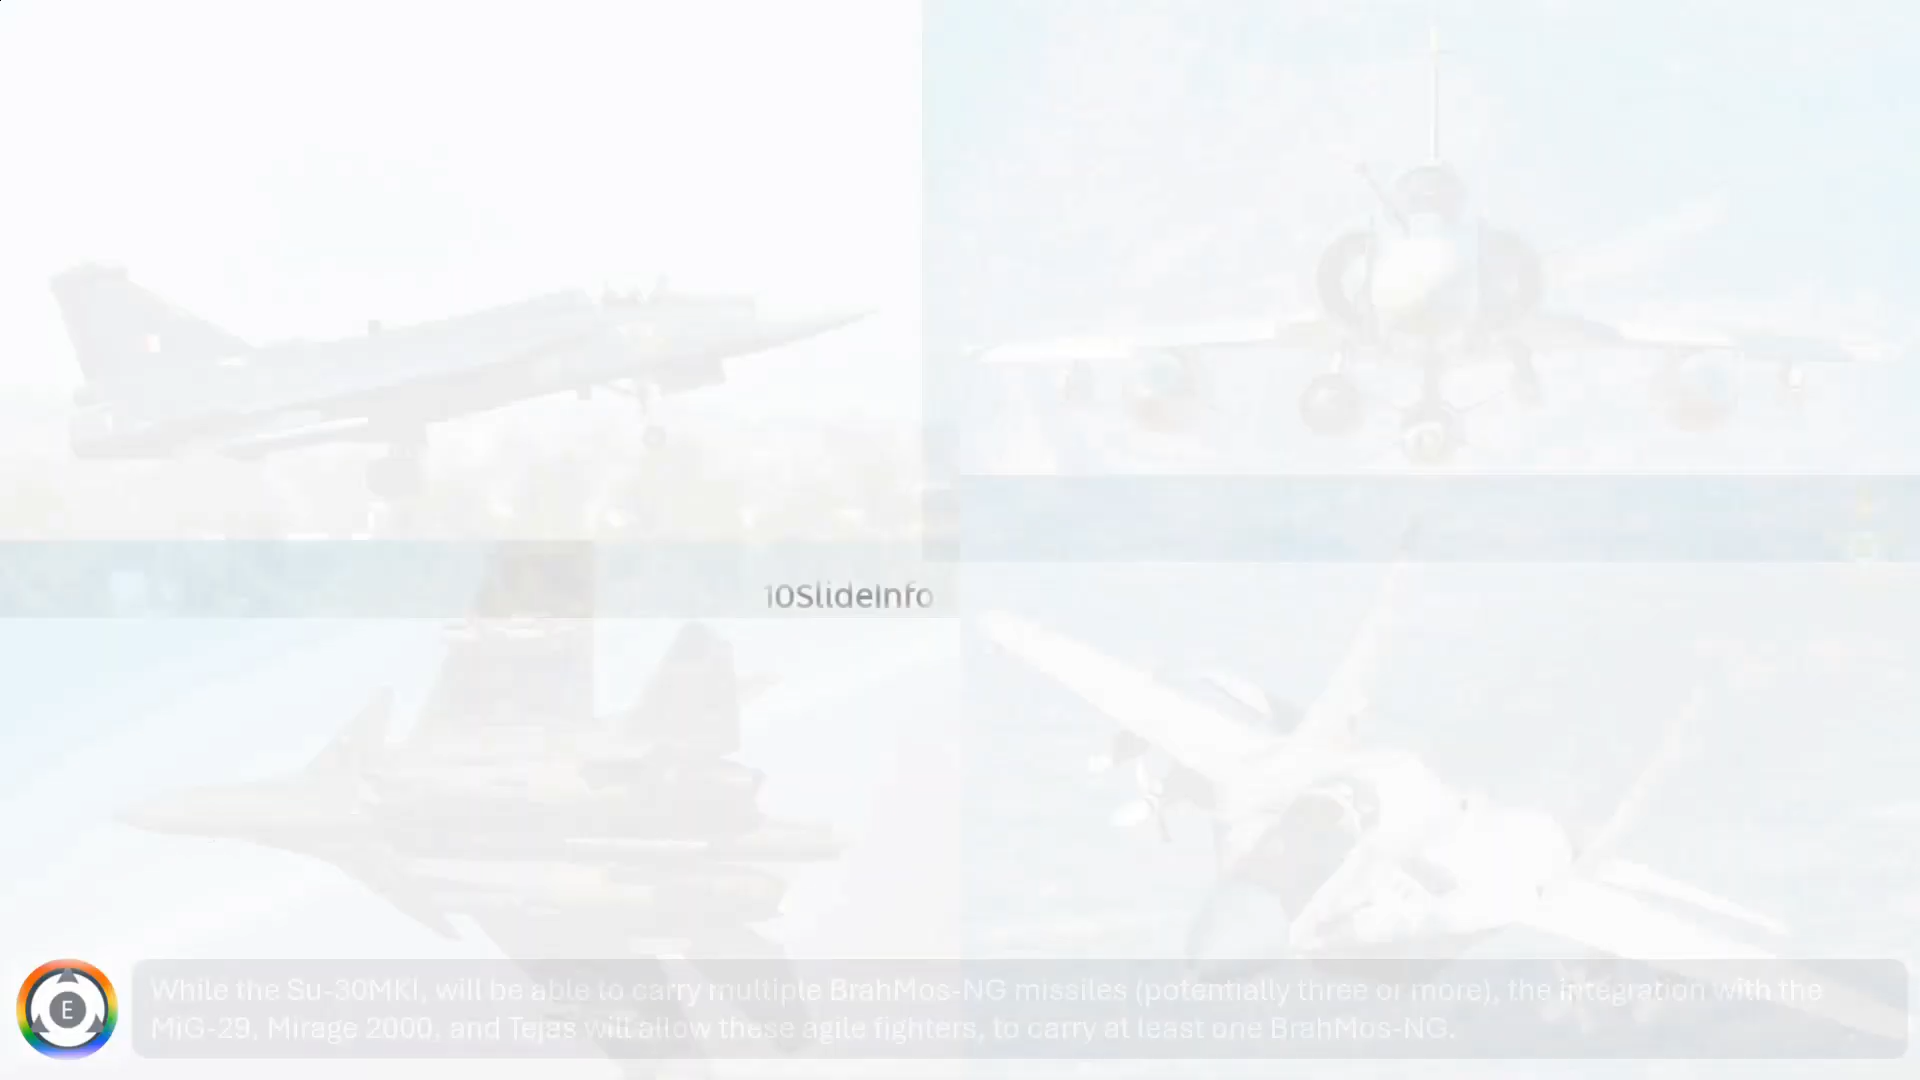 10SlideInfo
E
While the Su-30MKI, will be able to carry multiple BrahMos-NG missiles (potentially three or more), the integration with the
MiG-29, Mirage 2000, and Tejas will allow these agile fighters, to carry at least one BrahMos-NG.